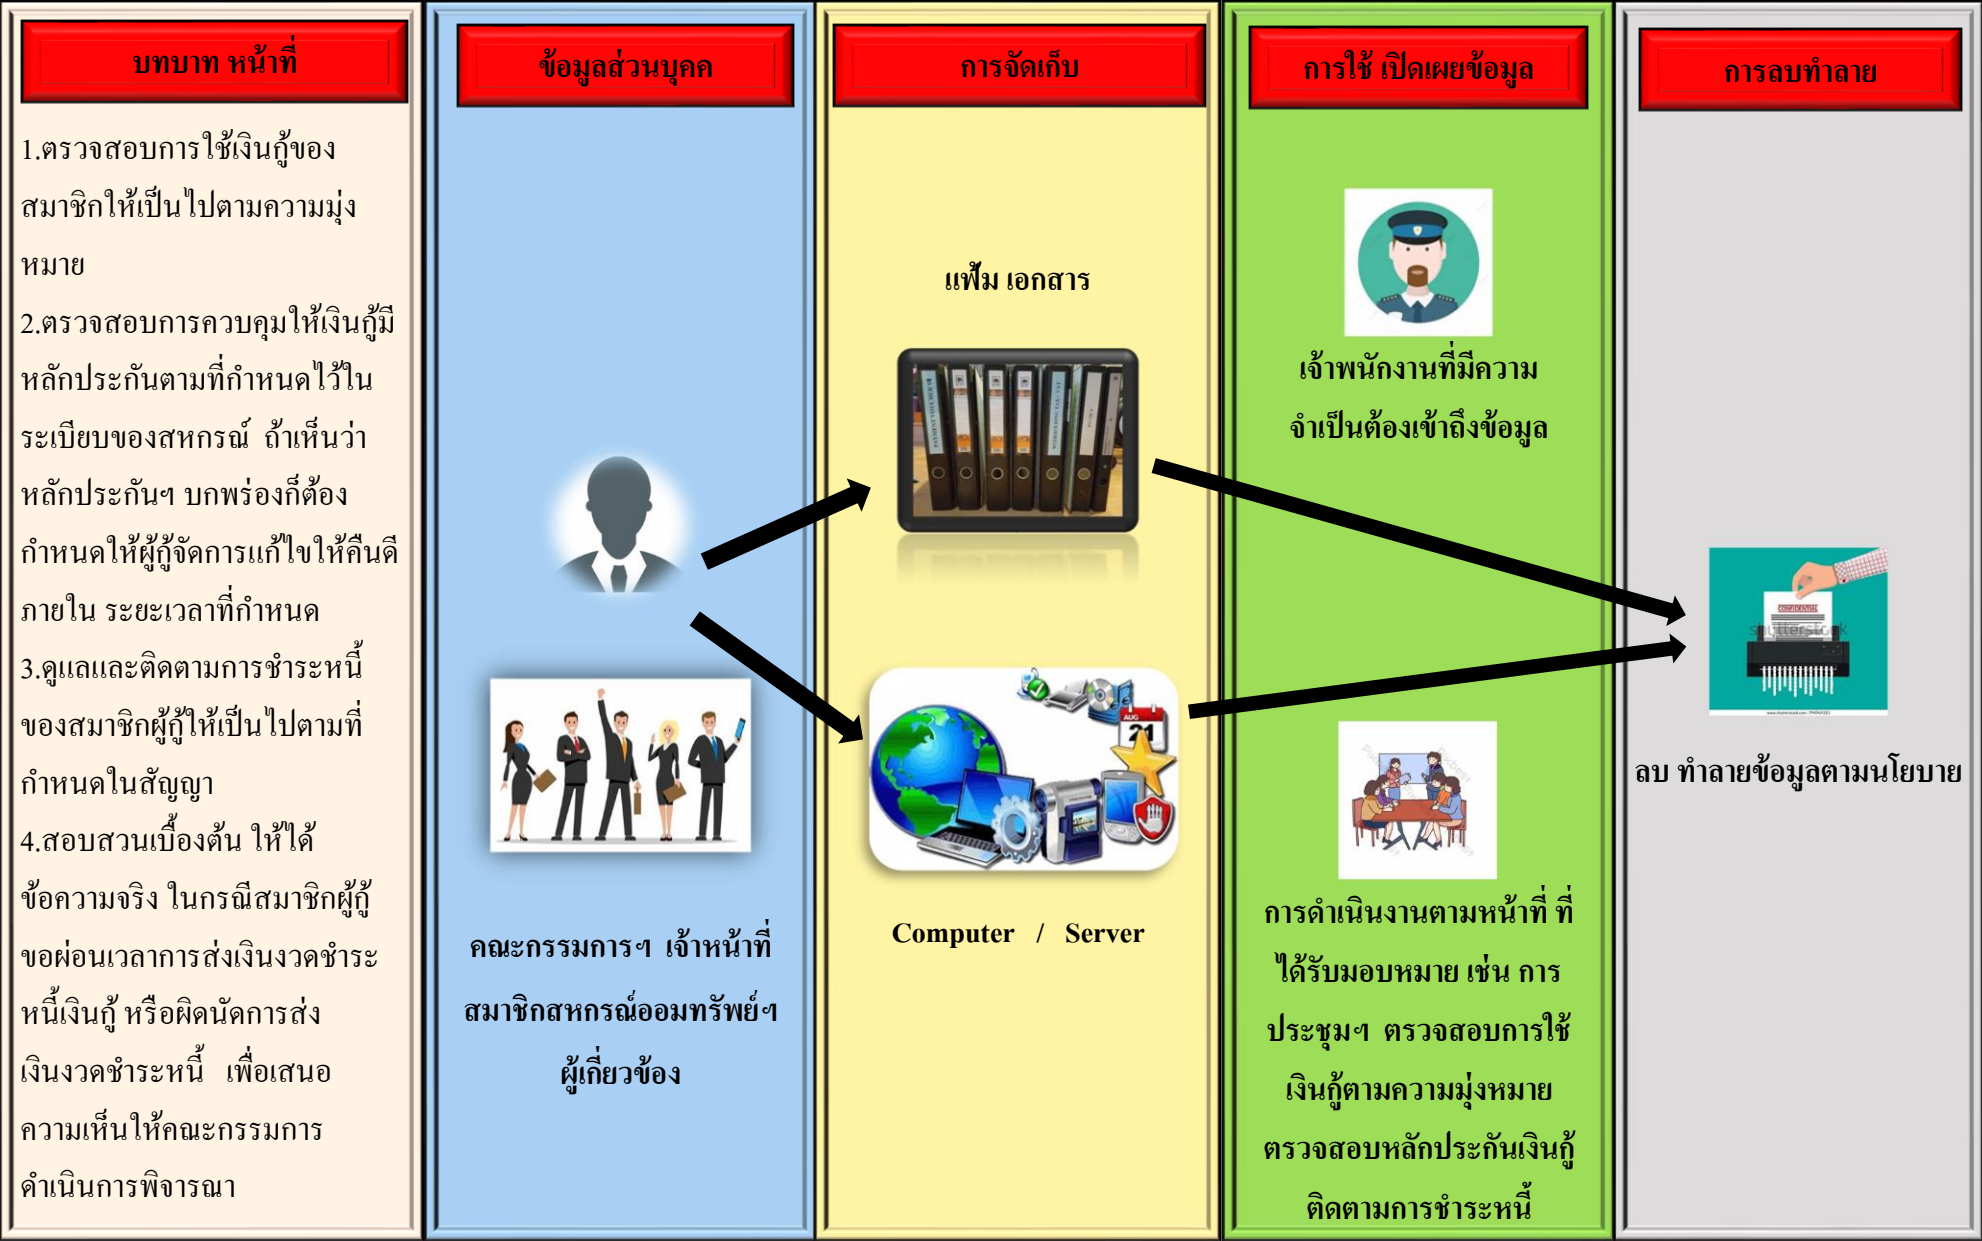 บทบาท หน้าที่
1.ตรวจสอบการใช้เงินกู้ของ
สมาชิกให้เป็นไปตามความมุ่ง
หมาย
2.ตรวจสอบการควบคุมให้เงินกู้มี
หลักประกันตามที่กำหนดไว้ใน
ระเบียบของสหกรณ์ ถ้าเห็นว่า
หลักประกันฯ บกพร่องก็ต้อง
กำหนดให้ผู้กู้จัดการแก้ไขให้คืนดี
ภายใน ระยะเวลาที่กำหนด
3.ดูแลและติดตามการชำระหนี้
ของสมาชิกผู้กู้ให้เป็นไปตามที่
กำหนดในสัญญา
4.สอบสวนเบื้องต้น ให้ได้
ข้อความจริง ในกรณีสมาชิกผู้กู้
ขอผ่อนเวลาการส่งเงินงวดชำระ
หนี้เงินกู้ หรือผิดนัดการส่ง
เงินงวดชำระหนี้ เพื่อเสนอ
ความเห็นให้คณะกรรมการ
ดำเนินการพิจารณา
ข้อมูลส่วนบุคค
คณะกรรมการฯ เจ้าหน้าที่
สมาชิกสหกรณ์ออมทรัพย์ฯ
ผู้เกี่ยวข้อง
การจัดเก็บ
แฟ้ม เอกสาร
AUG
21
Computer / Server
การใช้ เปิดเผยข้อมูล
เจ้าพนักงานที่มีความ
จำเป็นต้องเข้าถึงข้อมูล
การดำเนินงานตามหน้าที่ ที่
ได้รับมอบหมาย เช่น การ
ประชุมฯ ตรวจสอบการใช้
เงินกู้ตามความมุ่งหมาย
ตรวจสอบหลักประกันเงินกู้
ติดตามการชำระหนี้
การลบทำลาย
CONFIDENTIAL
shutterstock
ลบ ทำลายข้อมูลตามนโยบาย